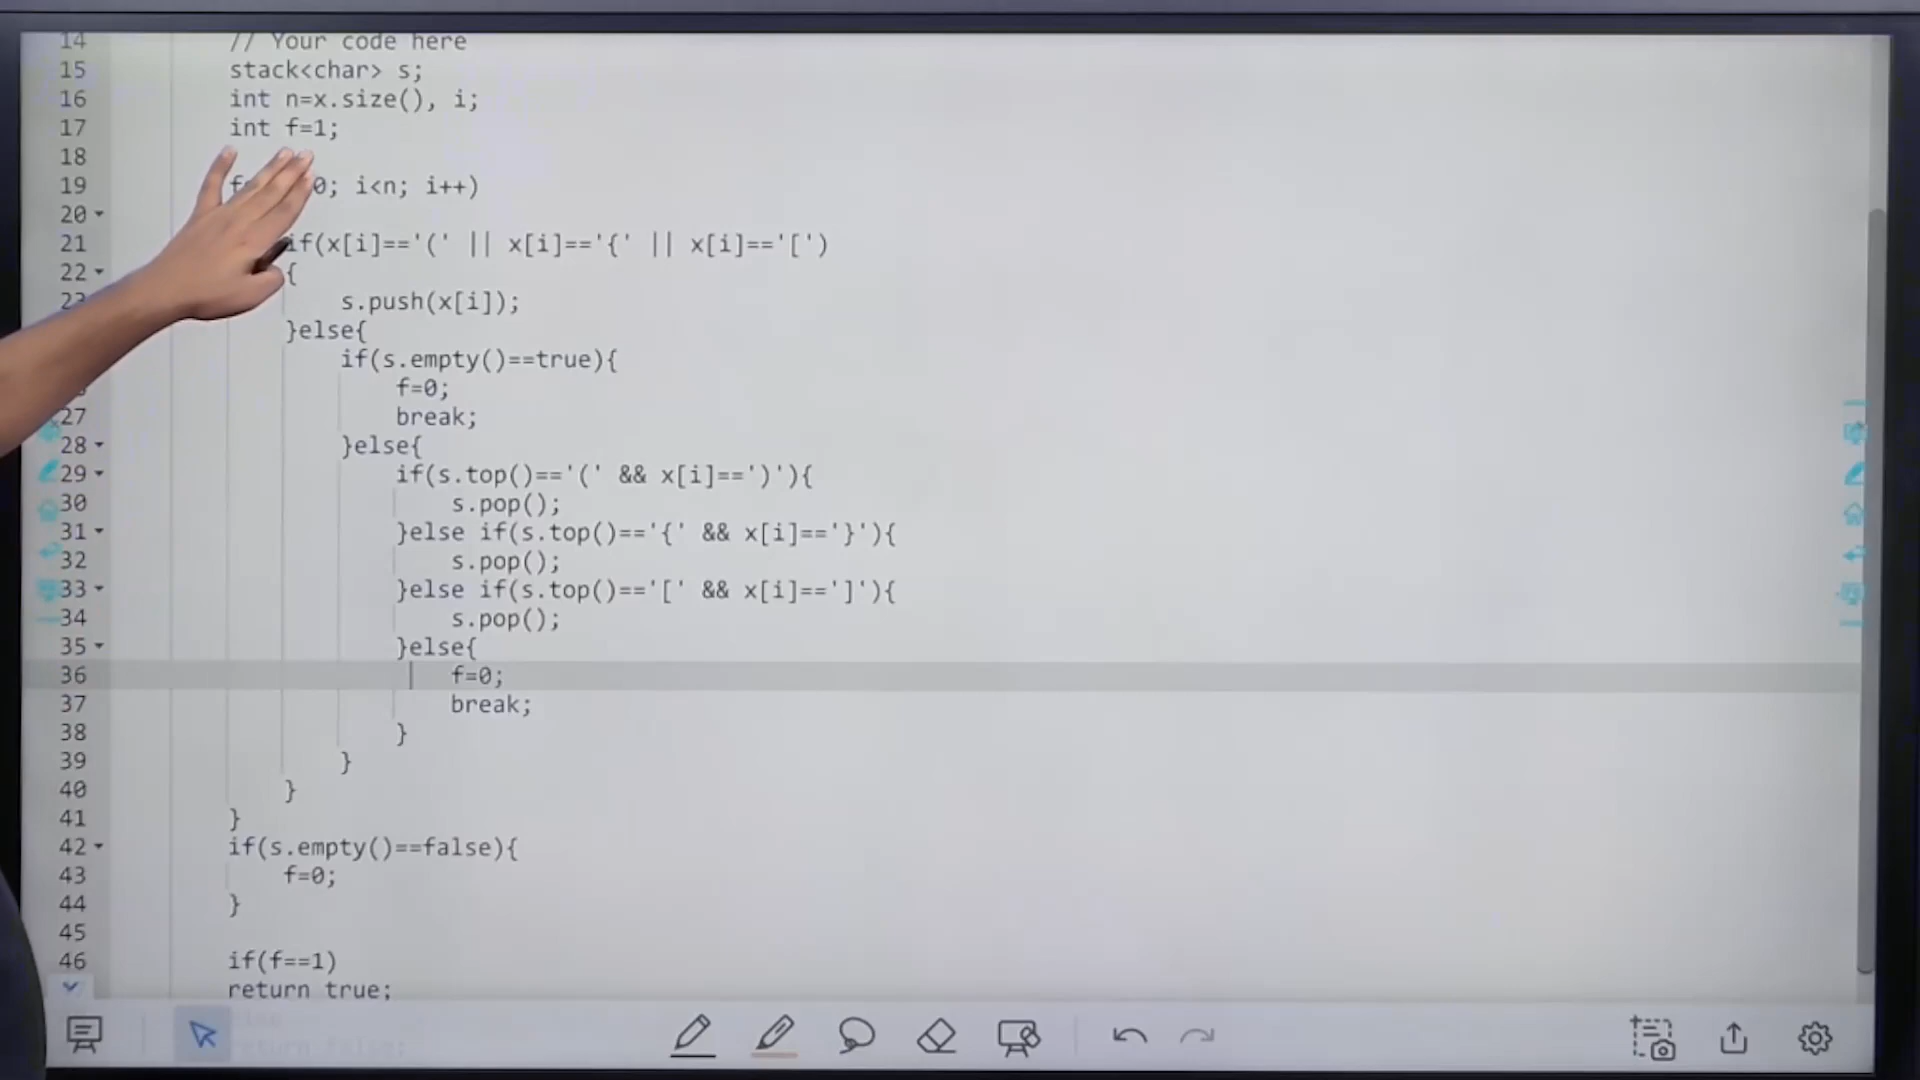 14 // Your code here
15 stack<char> s;
16 int n=x.size(), i;
17 int f=1;
18
19 0; i<n; i++)
20
21 if(x[i]=='(' || x[i]=='{' || x[i]=='[')
22 {
23 s.push(x[i]);
}else{
if(s.empty()==true){
f=0;
27 break;
28 }else{
29 if(s.top()=='(' && x[i]==')'){
30 s.pop();
31 }else if(s.top()=='{' && x[i]=='}'){
32 s.pop();
33 }else if(s.top()=='[' && x[i]==']'){
34 s.pop();
35 }else{
36 f=0;
37 break;
38 }
39 }
40 }
41 }
42 if(s.empty()==false){
43 f=0;
44 }
45
46 if(f==1)
return true;
return false;